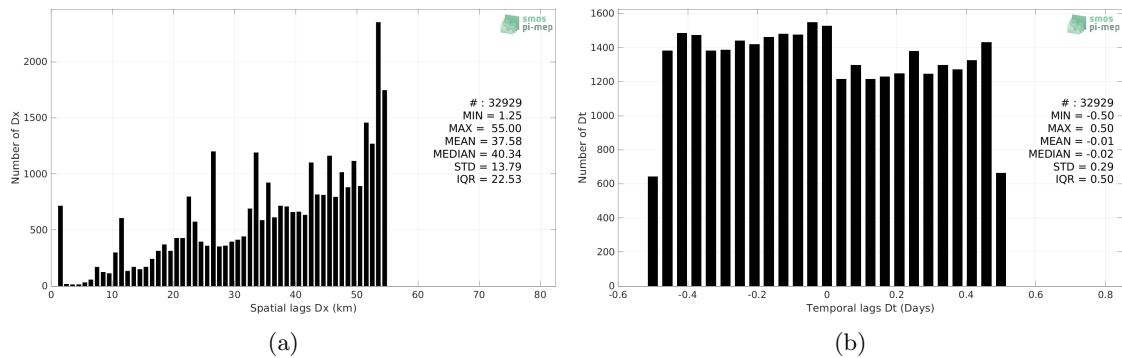 smos
pi-mep
2000
1500
1000
500
0
Number of Dx
# : 32929
MIN = 1.25
MAX = 55.00
MEAN = 37.58
MEDIAN = 40.34
STD = 13.79
IQR = 22.53
0 10 20 30 40 50 60 70 80
Spatial lags Dx (km)
(a)
smos
pi-mep
1600
1400
1200
1000
800
600
400
200
0
Number of Dt
# : 32929
MIN = -0.50
MAX = 0.50
MEAN = -0.01
MEDIAN = -0.02
STD = 0.29
IQR = 0.50
-0.6 -0.4 -0.2 0 0.2 0.4 0.6 0.8
Temporal lags Dt (Days)
(b)